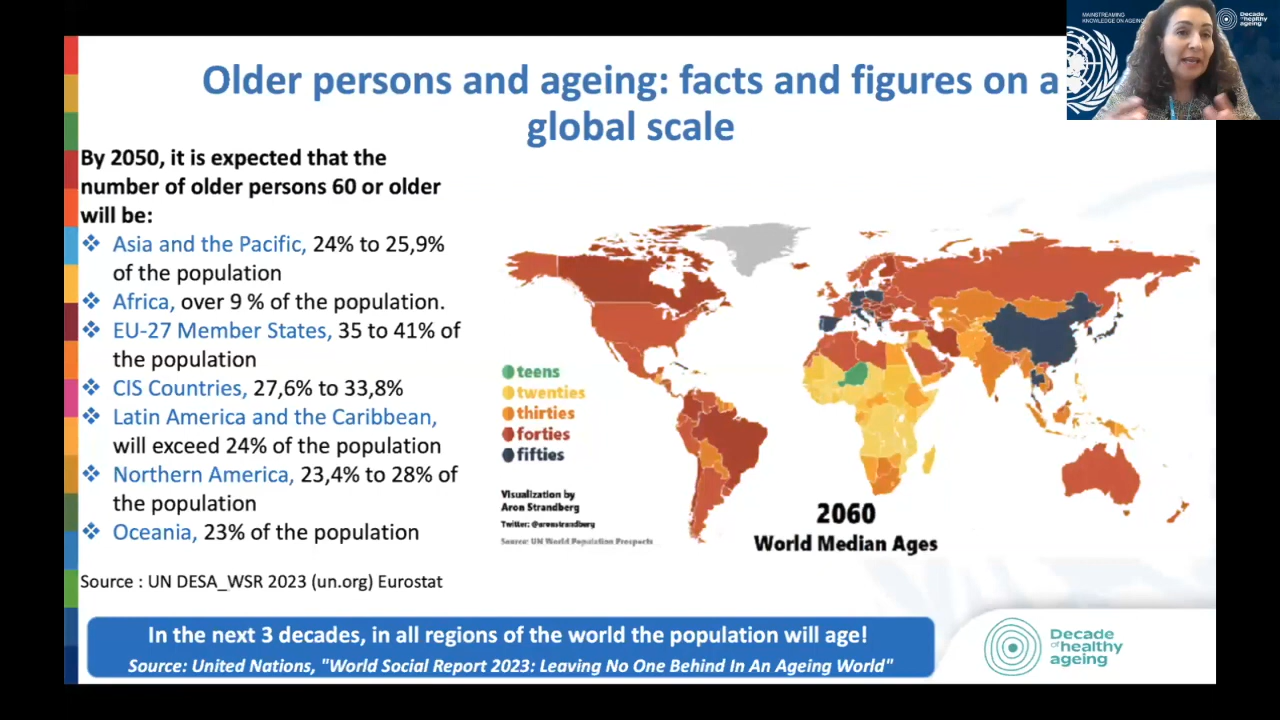 MAINSTREAMING
KNOWLEDGE ON AGEING
Decade
of healthy
ageing
Older persons and ageing: facts and figures on a
global scale
By 2050, it is expected that the
number of older persons 60 or older
will be:
❖ Asia and the Pacific, 24% to 25,9%
of the population
❖ Africa, over 9 % of the population.
❖ EU-27 Member States, 35 to 41% of
the population
❖ CIS Countries, 27,6% to 33,8%
❖ Latin America and the Caribbean,
will exceed 24% of the population
❖ Northern America, 23,4% to 28% of
the population
❖ Oceania, 23% of the population
Source : UN DESA_WSR 2023 (un.org) Eurostat
teens
twenties
thirties
forties
fifties
Visualization by
Aron Strandberg
Twitter: @aronstrandberg
Source: UN World Population Prospects
2060
World Median Ages
In the next 3 decades, in all regions of the world the population will age!
Source: United Nations, "World Social Report 2023: Leaving No One Behind In An Ageing World"
Decade
of healthy
ageing